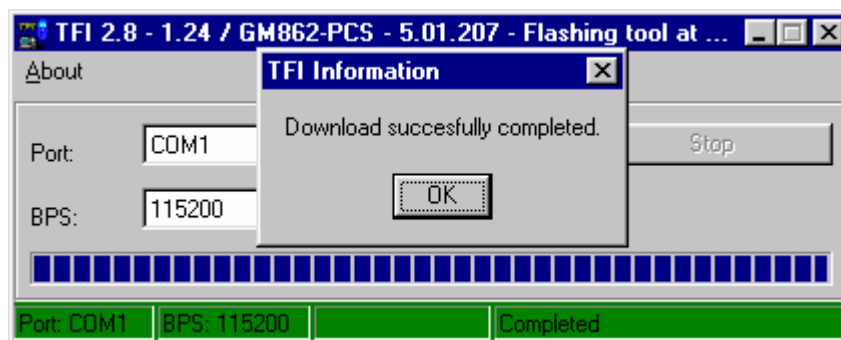 TFI 2.8 - 1.24 / GM862-PCS - 5.01.207 - Flashing tool at ...
About
TFI Information
Download succesfully completed.
OK
Port:
COM1
Stop
BPS:
115200
Port: COM1
BPS: 115200
Completed